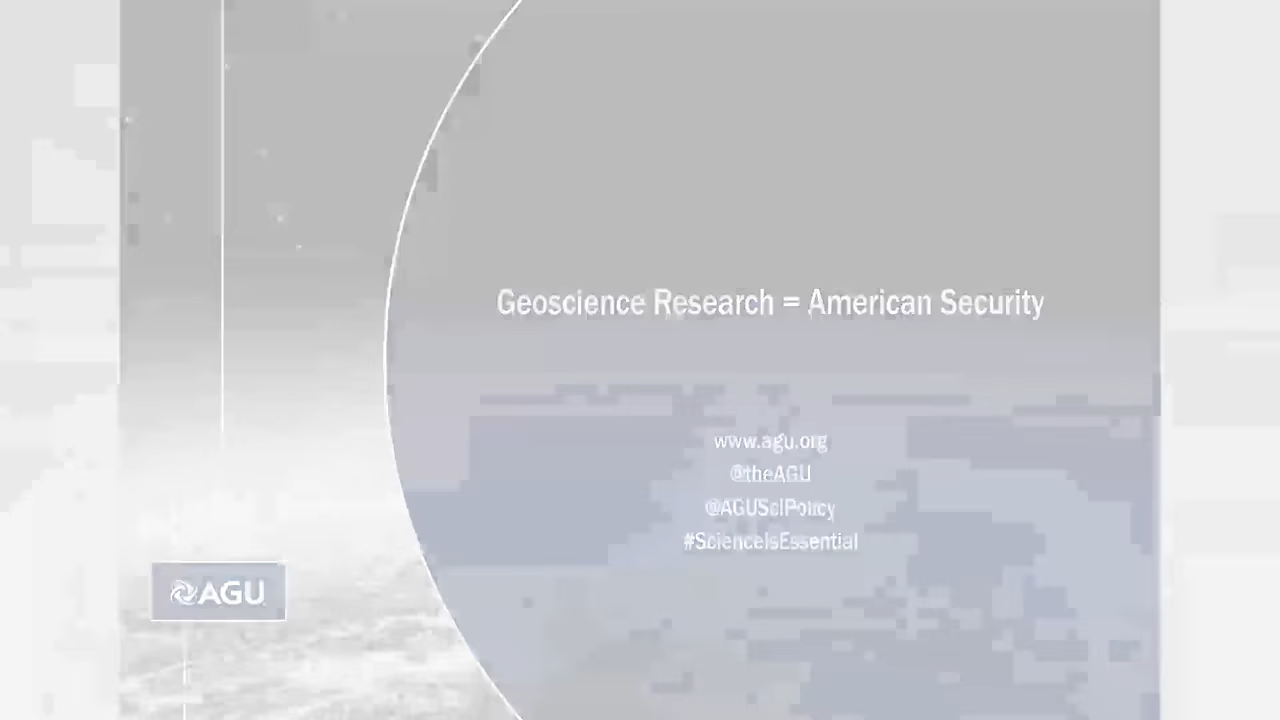 Geoscience Research = American Security
www.agu.org
@theAGU
@AGUSciPolicy
#ScienceIsEssential
AGU